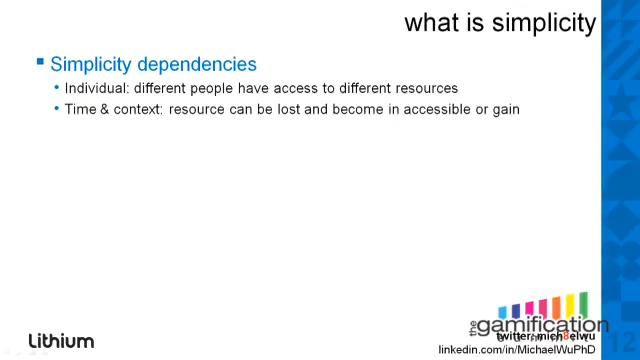 what is simplicity
Simplicity dependencies
Individual: different people have access to different resources
Time & context: resource can be lost and become in accessible or gain
the gamification
twitter: mich8elwu
Lithium
linkedin.com/in/MichaelWuPhD
12